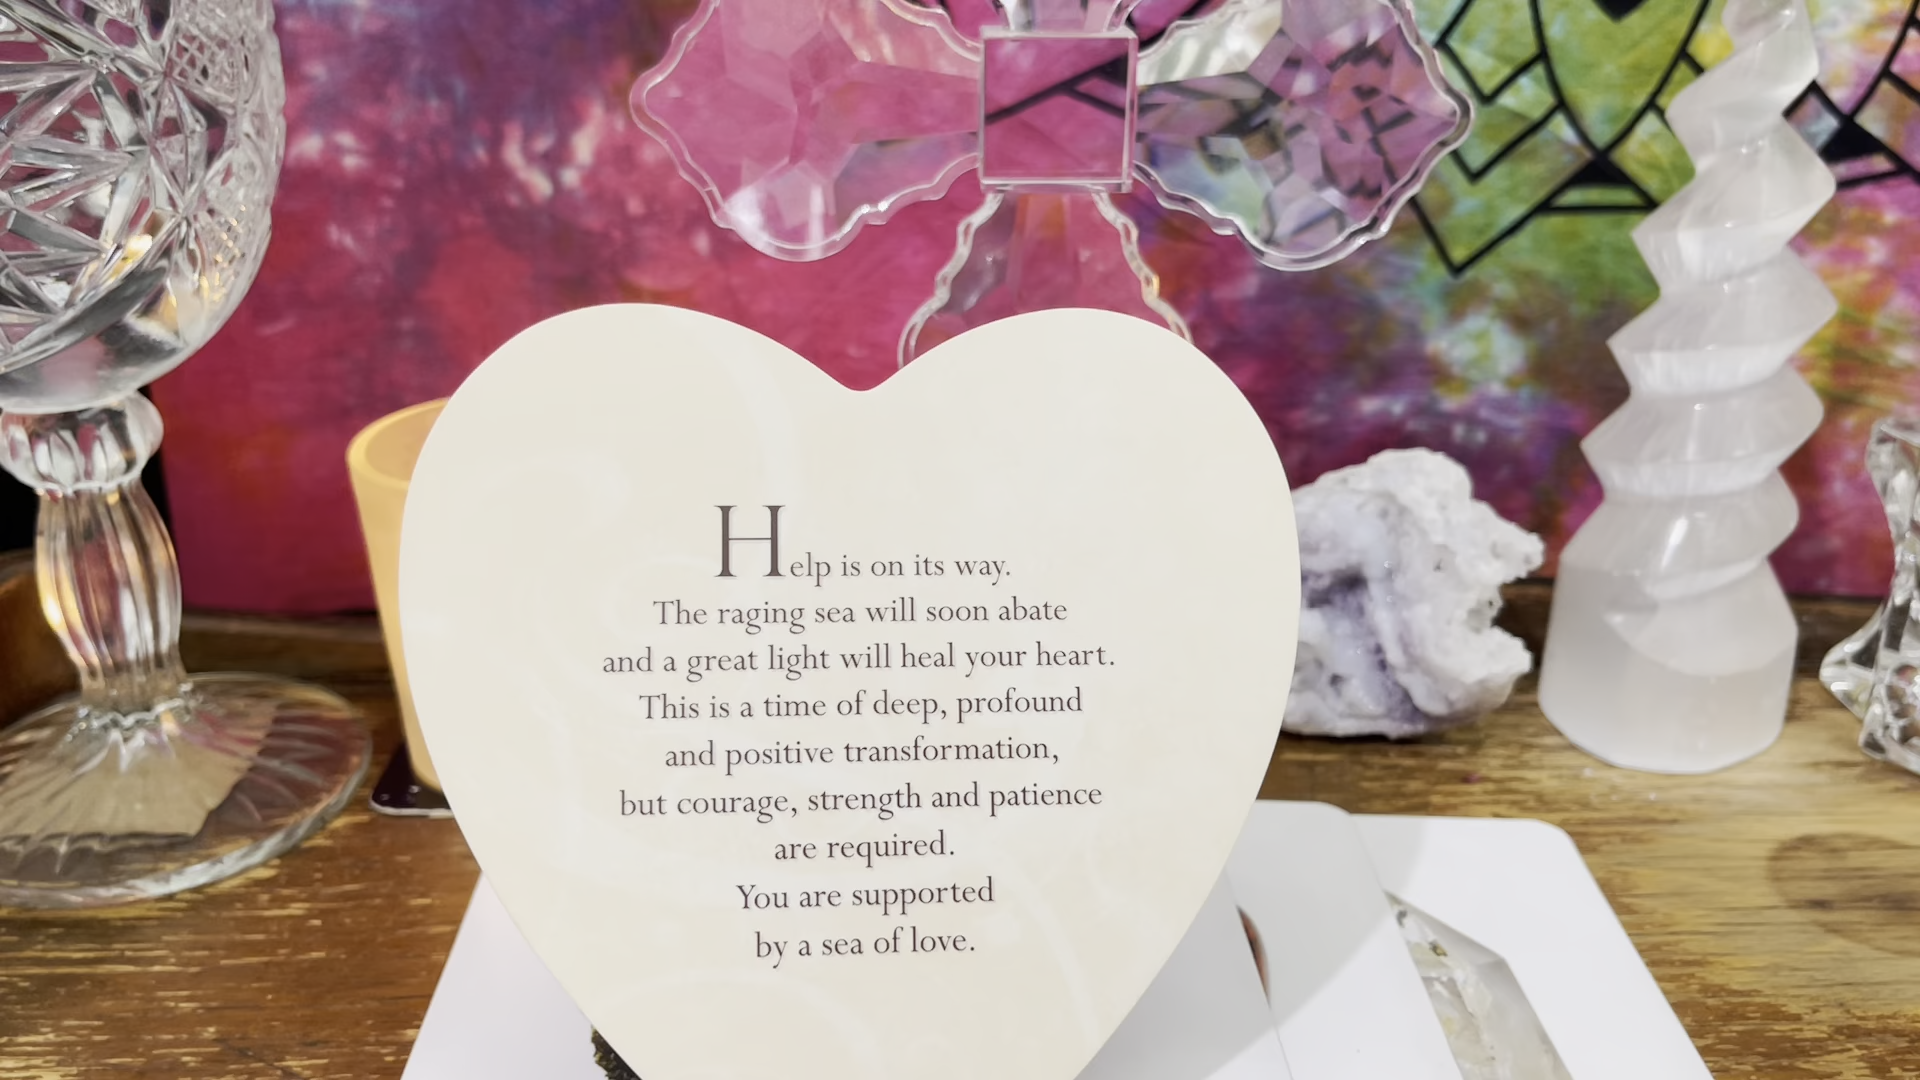 Help is on its way.
The raging sea will soon abate
and a great light will heal your heart.
This is a time of deep, profound
and positive transformation,
but courage, strength and patience
are required.
You are supported
by a sea of love.